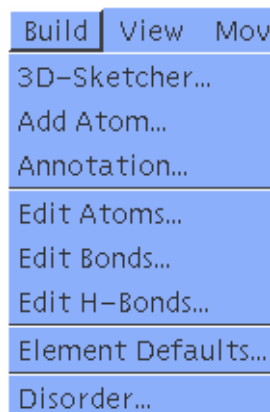 Build View Mov
3D-Sketcher...
Add Atom...
Annotation...
Edit Atoms...
Edit Bonds...
Edit H-Bonds...
Element Defaults...
Disorder...